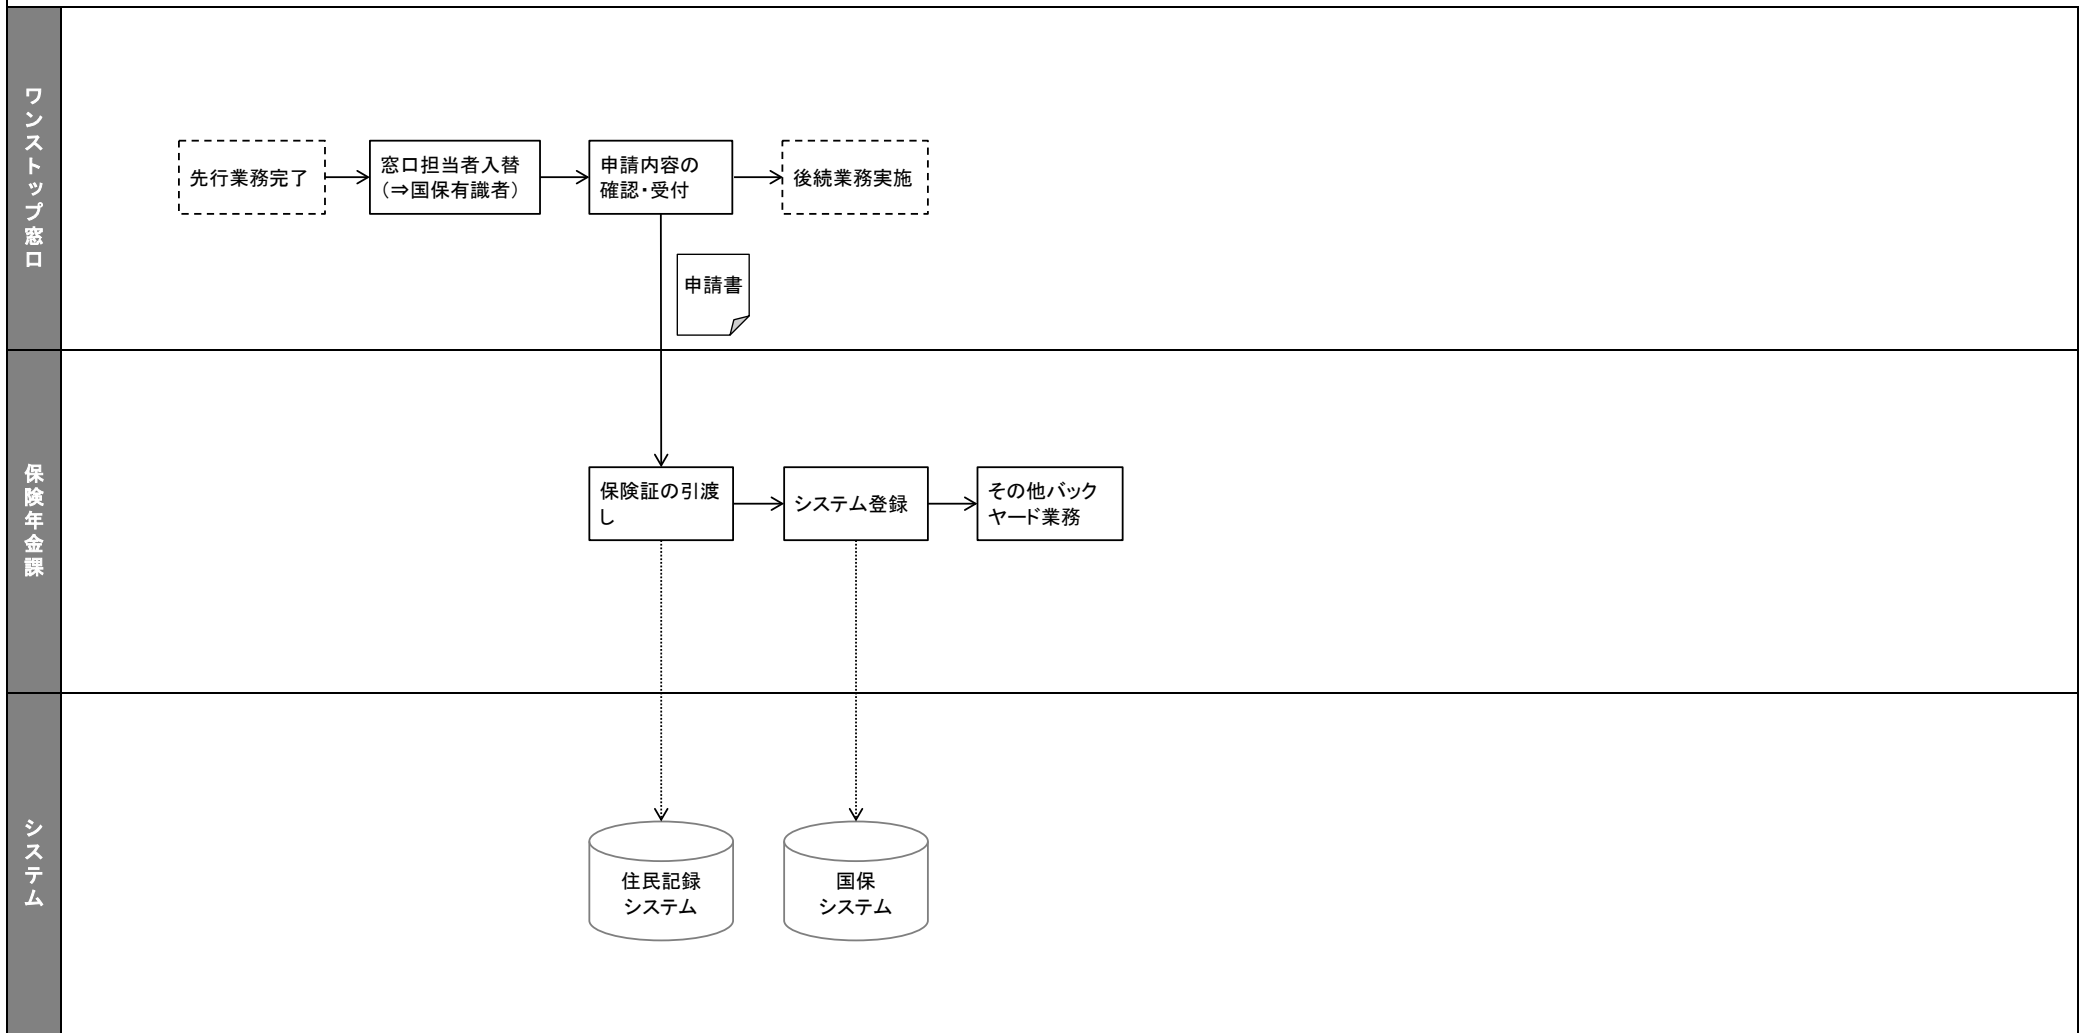 ワンストップ窓口
先行業務完了
窓口担当者入替
（⇒国保有識者）
申請内容の
確認・受付
後続業務実施
申請書
保険年金課
保険証の引渡
し
システム登録
その他バック
ヤード業務
システム
住民記録
システム
国保
システム